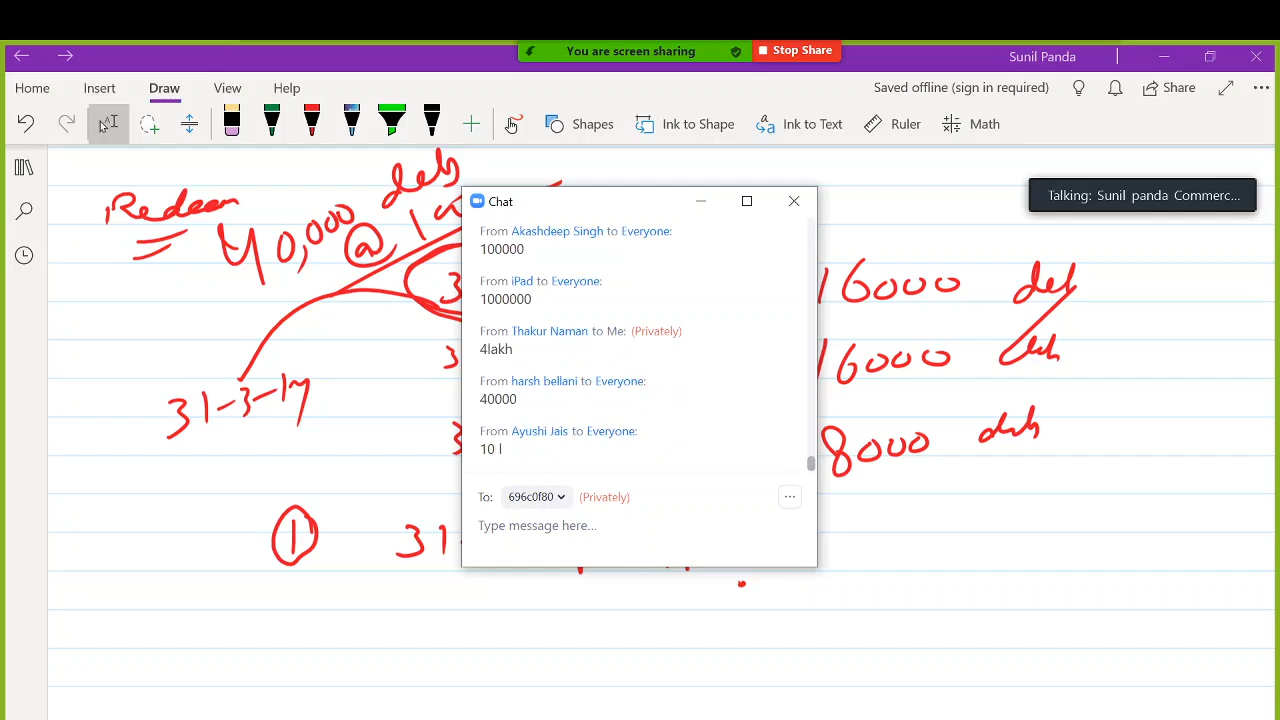 You are screen sharing
Stop Share
Sunil Panda
Home Insert Draw View Help
Saved offline (sign in required)
Share
Shapes
Ink to Shape
Ink to Text
Ruler
Math
Talking: Sunil panda Commerc...
Redeem
40,000 @
deb
31-3-17
16000 deb
16000 deb
8000 deb
1 31
Chat
From Akashdeep Singh to Everyone:
100000
From iPad to Everyone:
1000000
From Thakur Naman to Me: (Privately)
4lakh
From harsh bellani to Everyone:
40000
From Ayushi Jais to Everyone:
10 l
To: 696c0f80 (Privately)
Type message here...